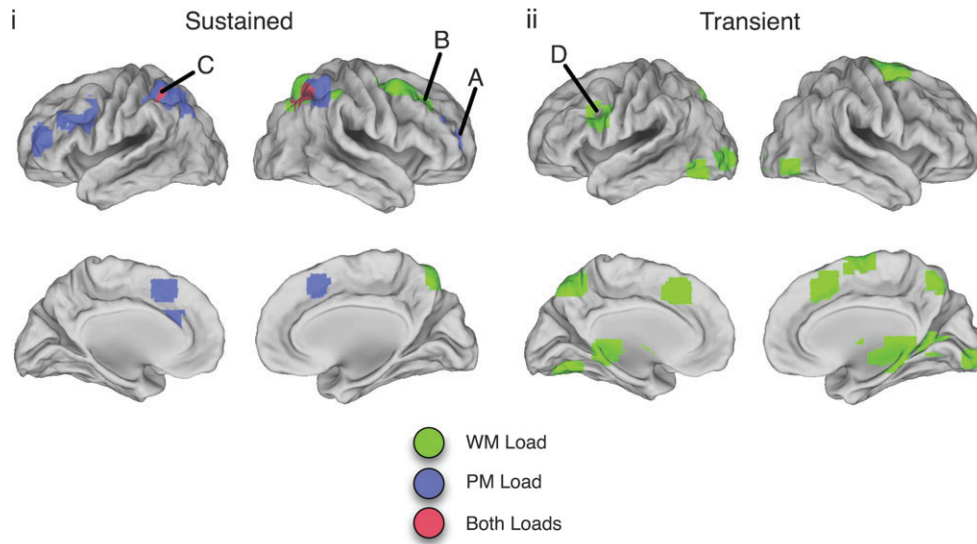 i Sustained
ii Transient
C
B
A
D
WM Load
PM Load
Both Loads